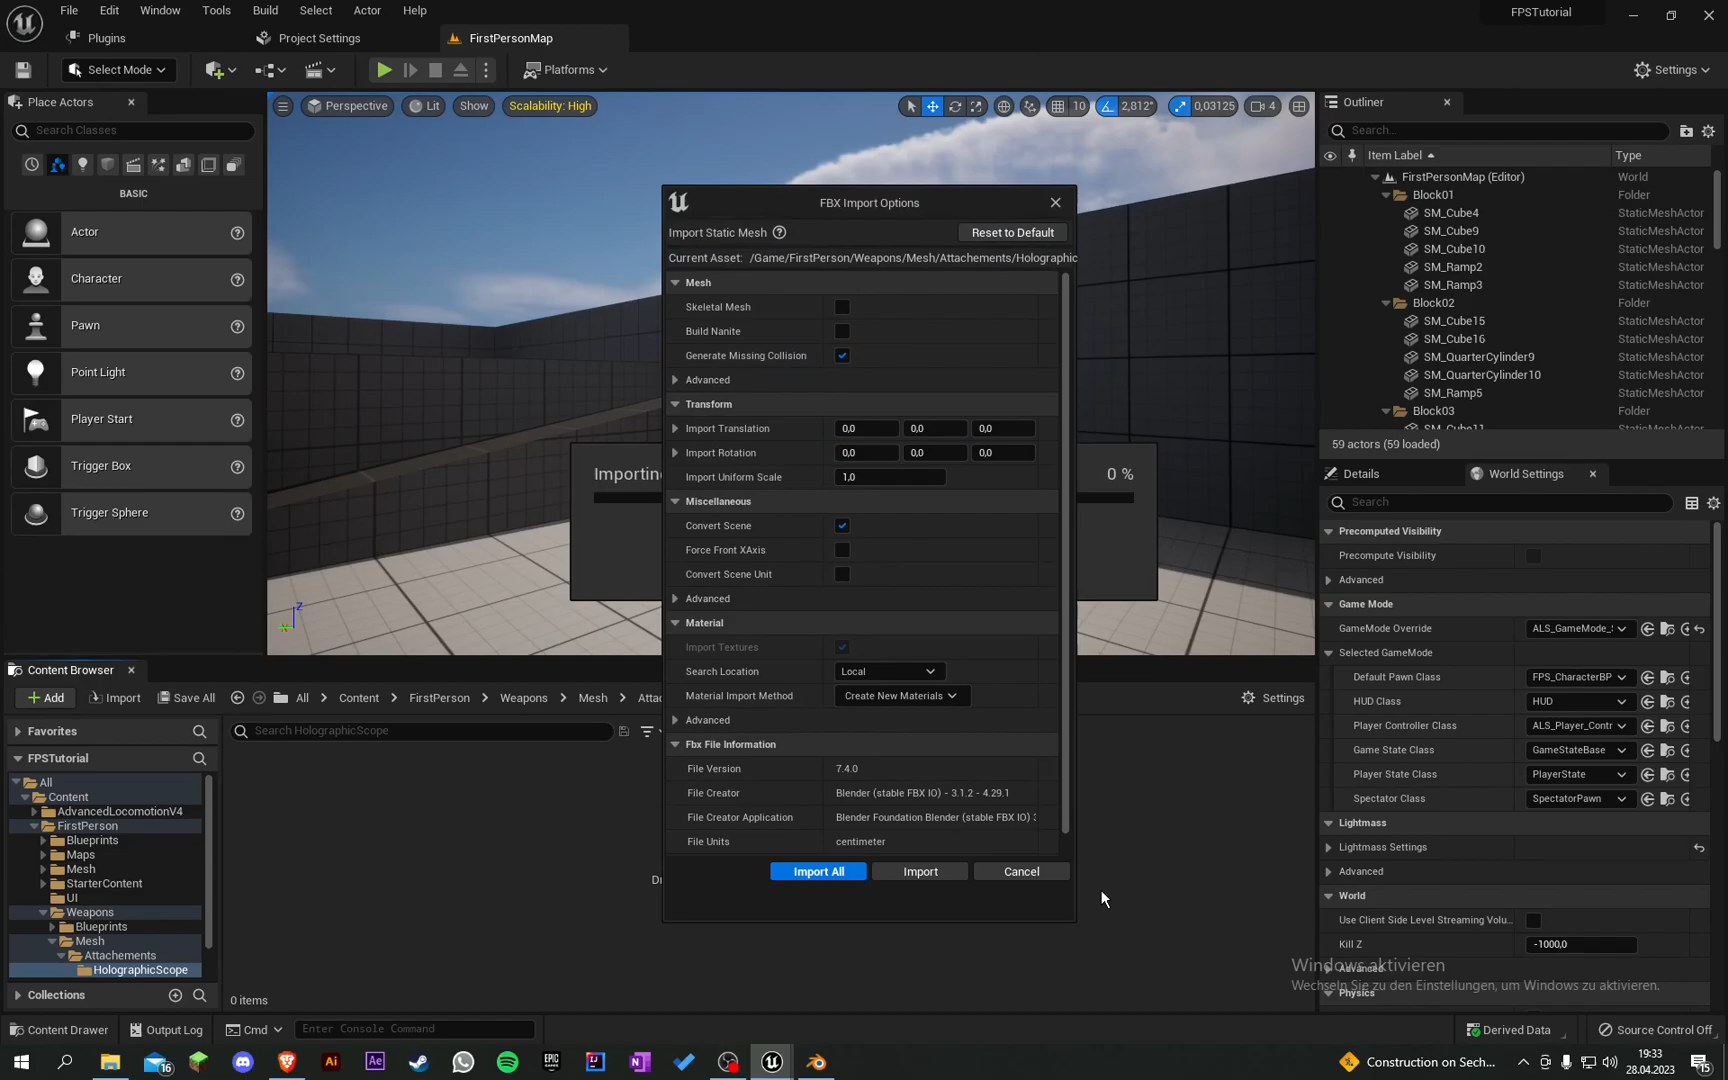 File Edit Window Tools Build Select Actor Help
FPSTutorial
Plugins Project Settings FirstPersonMap
Select Mode Platforms Settings
Place Actors
Search Classes
BASIC
Actor
Character
Pawn
Point Light
Player Start
Trigger Box
Trigger Sphere
Perspective Lit Show Scalability: High 10 2,812° 0,03125 4
Importing
0 %
FBX Import Options
Import Static Mesh Reset to Default
Current Asset: /Game/FirstPerson/Weapons/Mesh/Attachements/Holographic
Mesh
Skeletal Mesh
Build Nanite
Generate Missing Collision
Advanced
Transform
Import Translation 0,0 0,0 0,0
Import Rotation 0,0 0,0 0,0
Import Uniform Scale 1,0
Miscellaneous
Convert Scene
Force Front XAxis
Convert Scene Unit
Advanced
Material
Import Textures
Search Location Local
Material Import Method Create New Materials
Advanced
Fbx File Information
File Version 7.4.0
File Creator Blender (stable FBX IO) - 3.1.2 - 4.29.1
File Creator Application Blender Foundation Blender (stable FBX IO) 3
File Units centimeter
Import All Import Cancel
Outliner
Search...
Item Label Type
FirstPersonMap (Editor) World
Block01 Folder
SM_Cube4 StaticMeshActor
SM_Cube9 StaticMeshActor
SM_Cube10 StaticMeshActor
SM_Ramp2 StaticMeshActor
SM_Ramp3 StaticMeshActor
Block02 Folder
SM_Cube15 StaticMeshActor
SM_Cube16 StaticMeshActor
SM_QuarterCylinder9 StaticMeshActor
SM_QuarterCylinder10 StaticMeshActor
SM_Ramp5 StaticMeshActor
Block03 Folder
SM_Cube11 StaticMeshActor
59 actors (59 loaded)
Details World Settings
Search
Precomputed Visibility
Precompute Visibility
Advanced
Game Mode
GameMode Override ALS_GameMode_
Selected GameMode
Default Pawn Class FPS_CharacterBP
HUD Class HUD
Player Controller Class ALS_Player_Contr
Game State Class GameStateBase
Player State Class PlayerState
Spectator Class SpectatorPawn
Lightmass
Lightmass Settings
Advanced
World
Use Client Side Level Streaming Volu...
Kill Z -1000,0
Advanced
Physics
Windows aktivieren
Wechseln Sie zu den Einstellungen, um Windows zu aktivieren.
Content Browser
Add Import Save All All Content FirstPerson Weapons Mesh Attac Settings
Favorites
Search HolographicScope
FPSTutorial
All
Content
AdvancedLocomotionV4
FirstPerson
Blueprints
Maps
Mesh
StarterContent
UI
Weapons
Blueprints
Mesh
Attachements
HolographicScope
Collections
Dr
0 items
Content Drawer Output Log Cmd Enter Console Command Derived Data Source Control Off
16
Construction on Sech...
19:33
28.04.2023
15